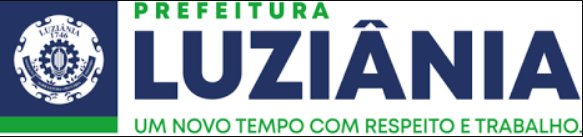 LUZIÂNIA
1746
PREFEITURA
LUZIÂNIA
UM NOVO TEMPO COM RESPEITO E TRABALHO